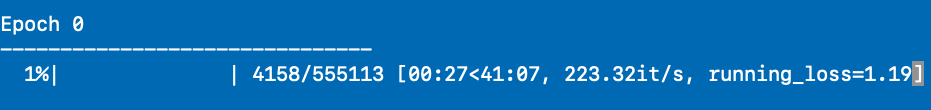 Epoch 0
-------------------------------
1%| | 4158/555113 [00:27<41:07, 223.32it/s, running_loss=1.19]